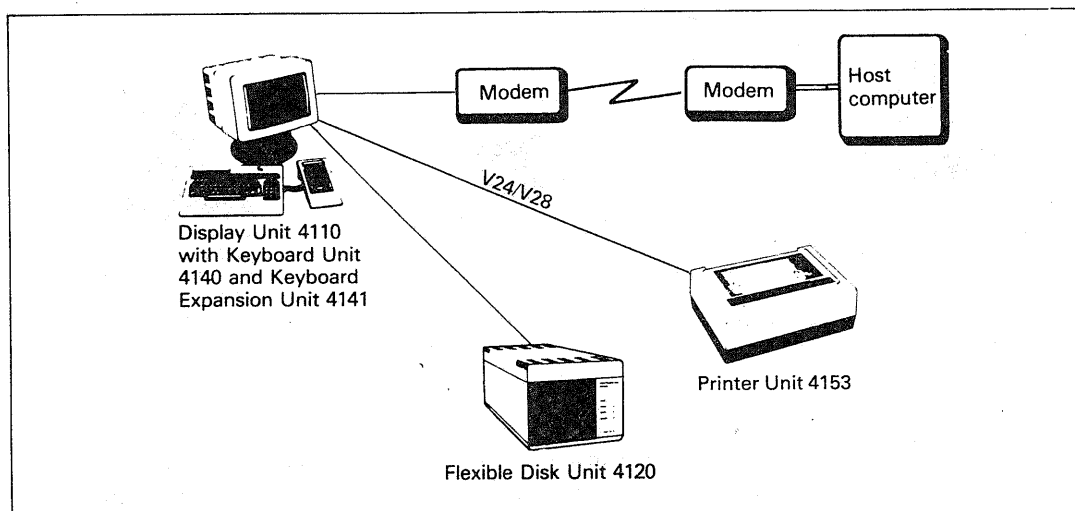 Modem
Modem
Host
computer
V24/V28
Display Unit 4110
with Keyboard Unit
4140 and Keyboard
Expansion Unit 4141
Printer Unit 4153
Flexible Disk Unit 4120